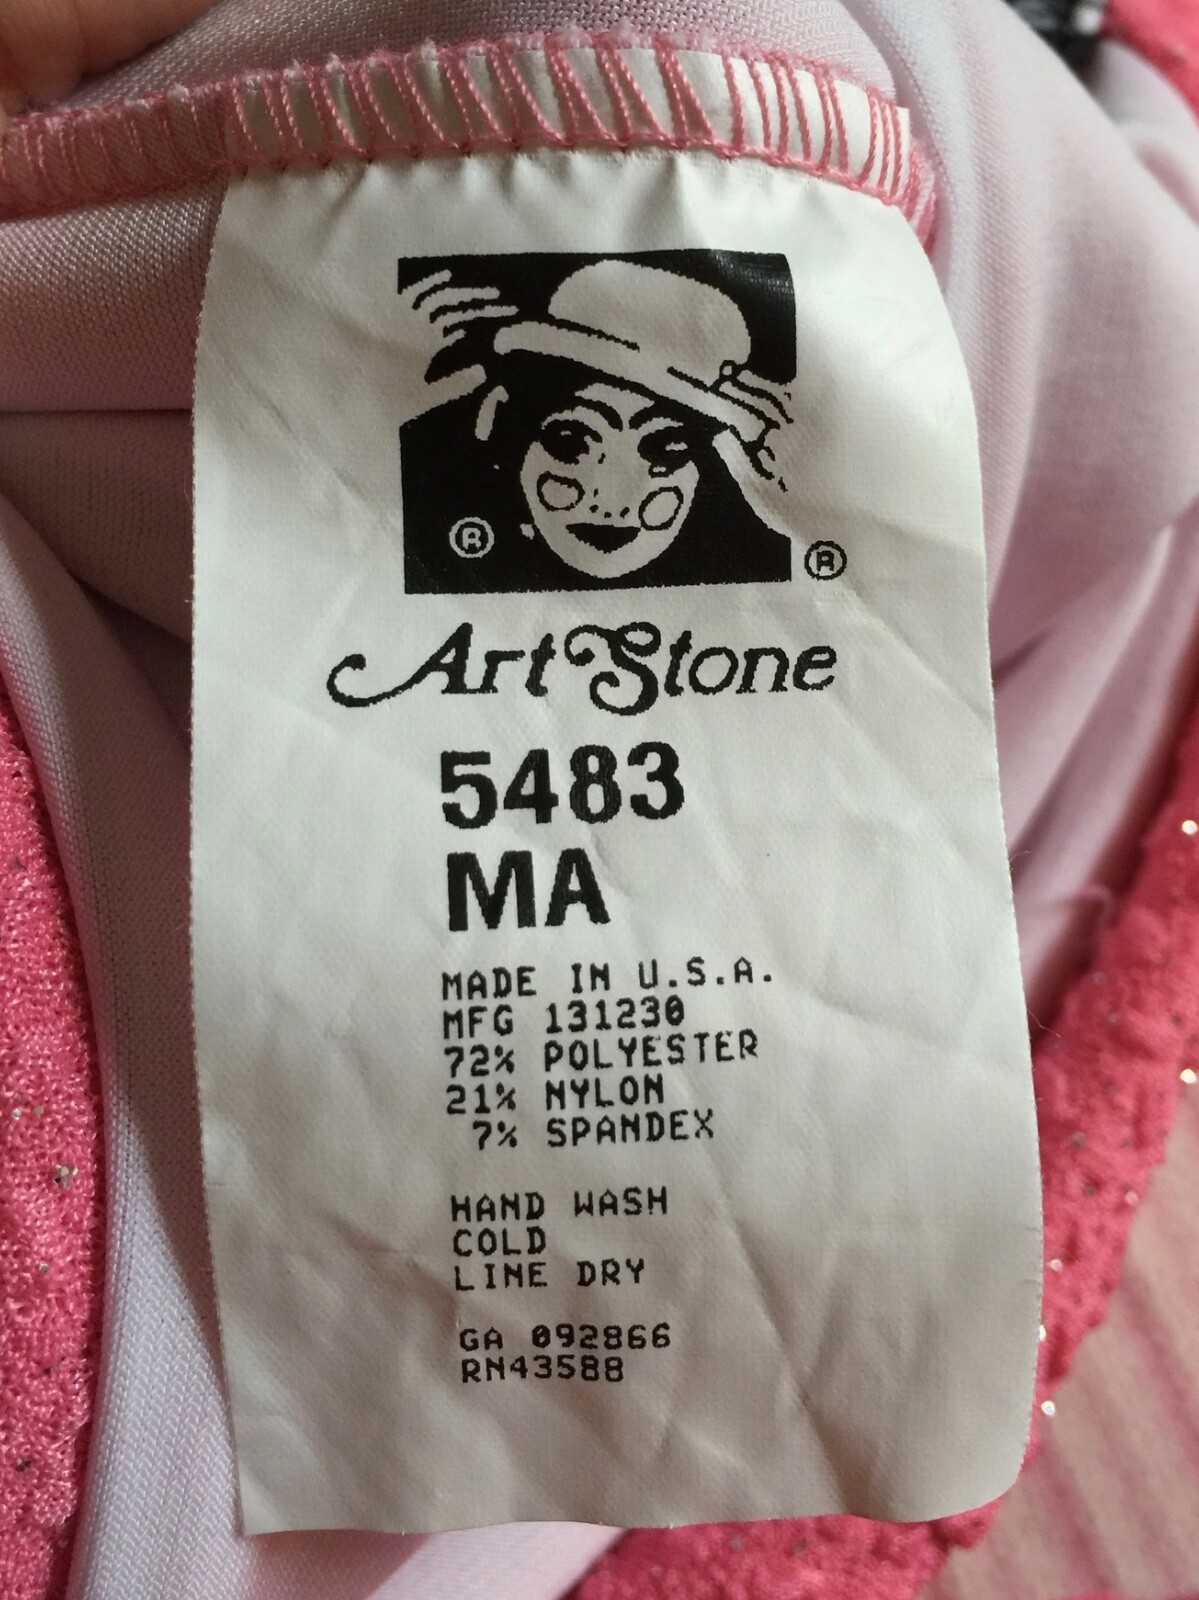 ®
®
Art Stone
5483
MA
MADE IN U.S.A.
MFG 131230
72% POLYESTER
21% NYLON
7% SPANDEX
HAND WASH
COLD
LINE DRY
GA 092866
RN43588